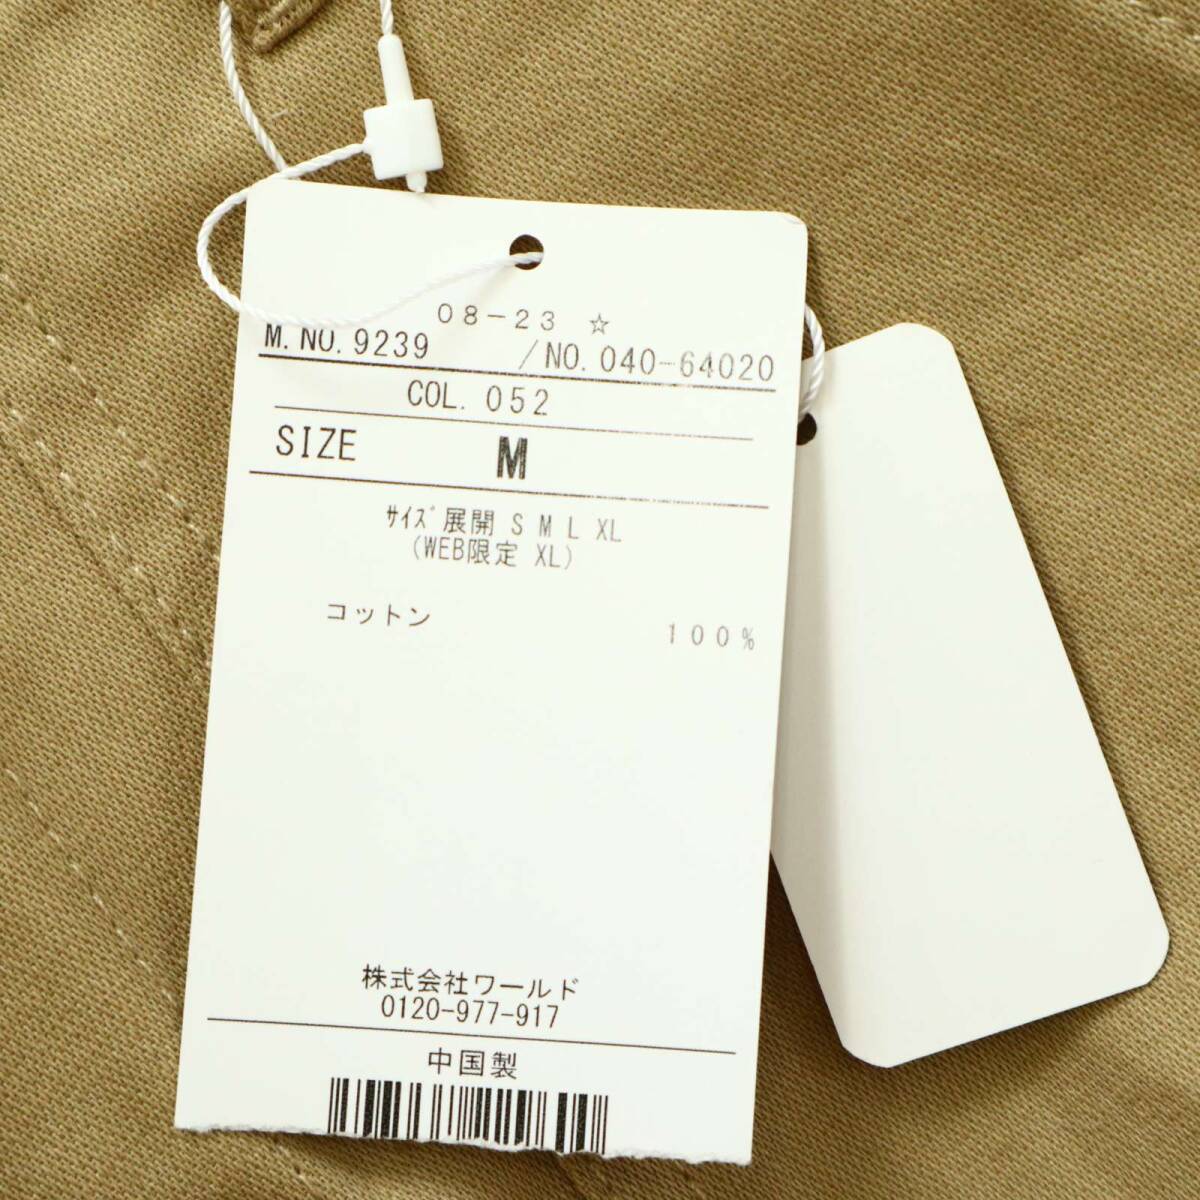 08-23 ☆
M. NO. 9239 / NO. 040-64020
COL. 052
SIZE M
ｻｲｽﾞ展開 S M L XL
(WEB限定 XL)
コットン 100%
株式会社ワールド
0120-977-917
中国製